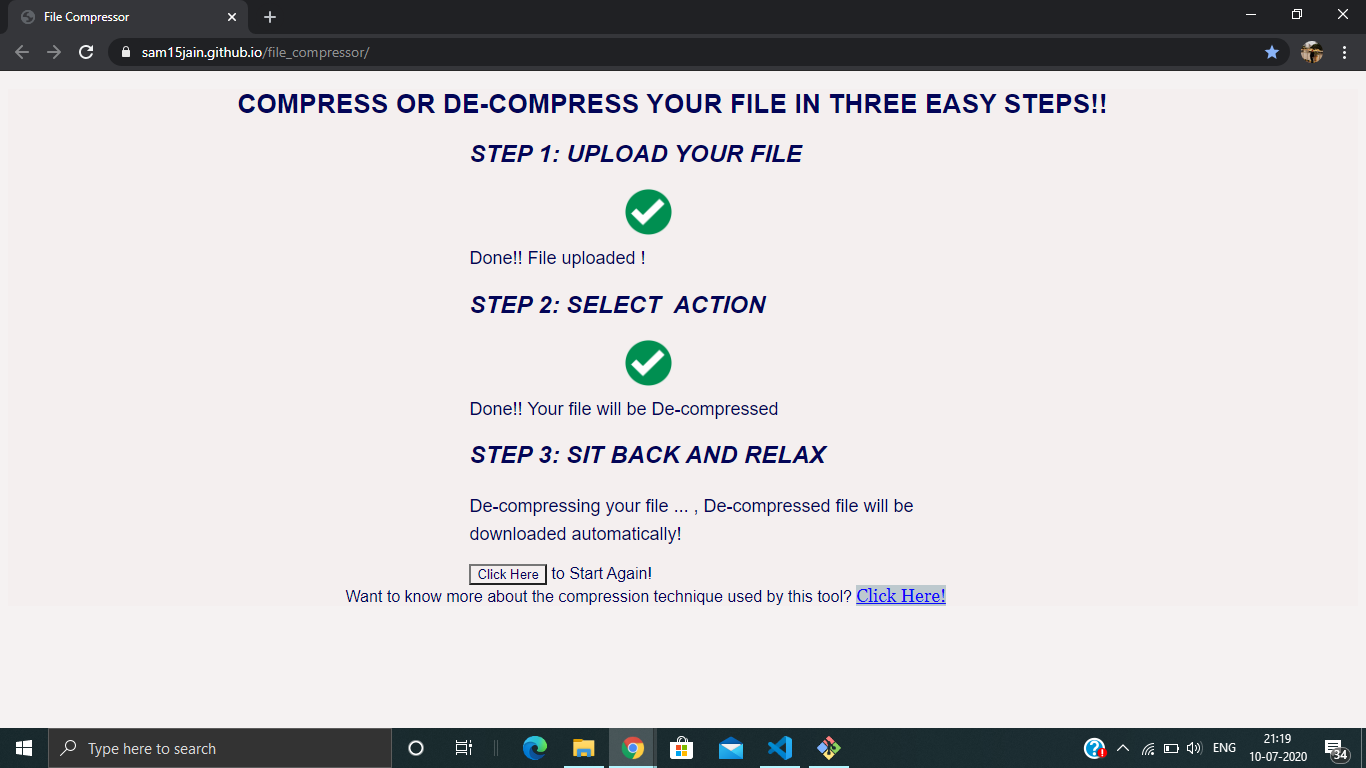 File Compressor
sam15jain.github.io/file_compressor/
COMPRESS OR DE-COMPRESS YOUR FILE IN THREE EASY STEPS!!
STEP 1: UPLOAD YOUR FILE
Done!! File uploaded !
STEP 2: SELECT  ACTION
Done!! Your file will be De-compressed
STEP 3: SIT BACK AND RELAX
De-compressing your file ... , De-compressed file will be
downloaded automatically!
Click Here to Start Again!
Want to know more about the compression technique used by this tool? Click Here!
Type here to search
ENG
21:19
10-07-2020
34